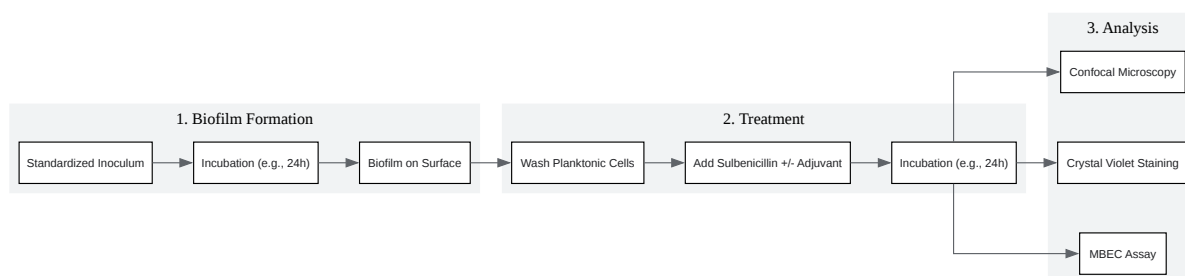 1. Biofilm Formation
Standardized Inoculum
Incubation (e.g., 24h)
Biofilm on Surface
2. Treatment
Wash Planktonic Cells
Add Sulbenicillin +/- Adjuvant
Incubation (e.g., 24h)
3. Analysis
Confocal Microscopy
Crystal Violet Staining
MBEC Assay